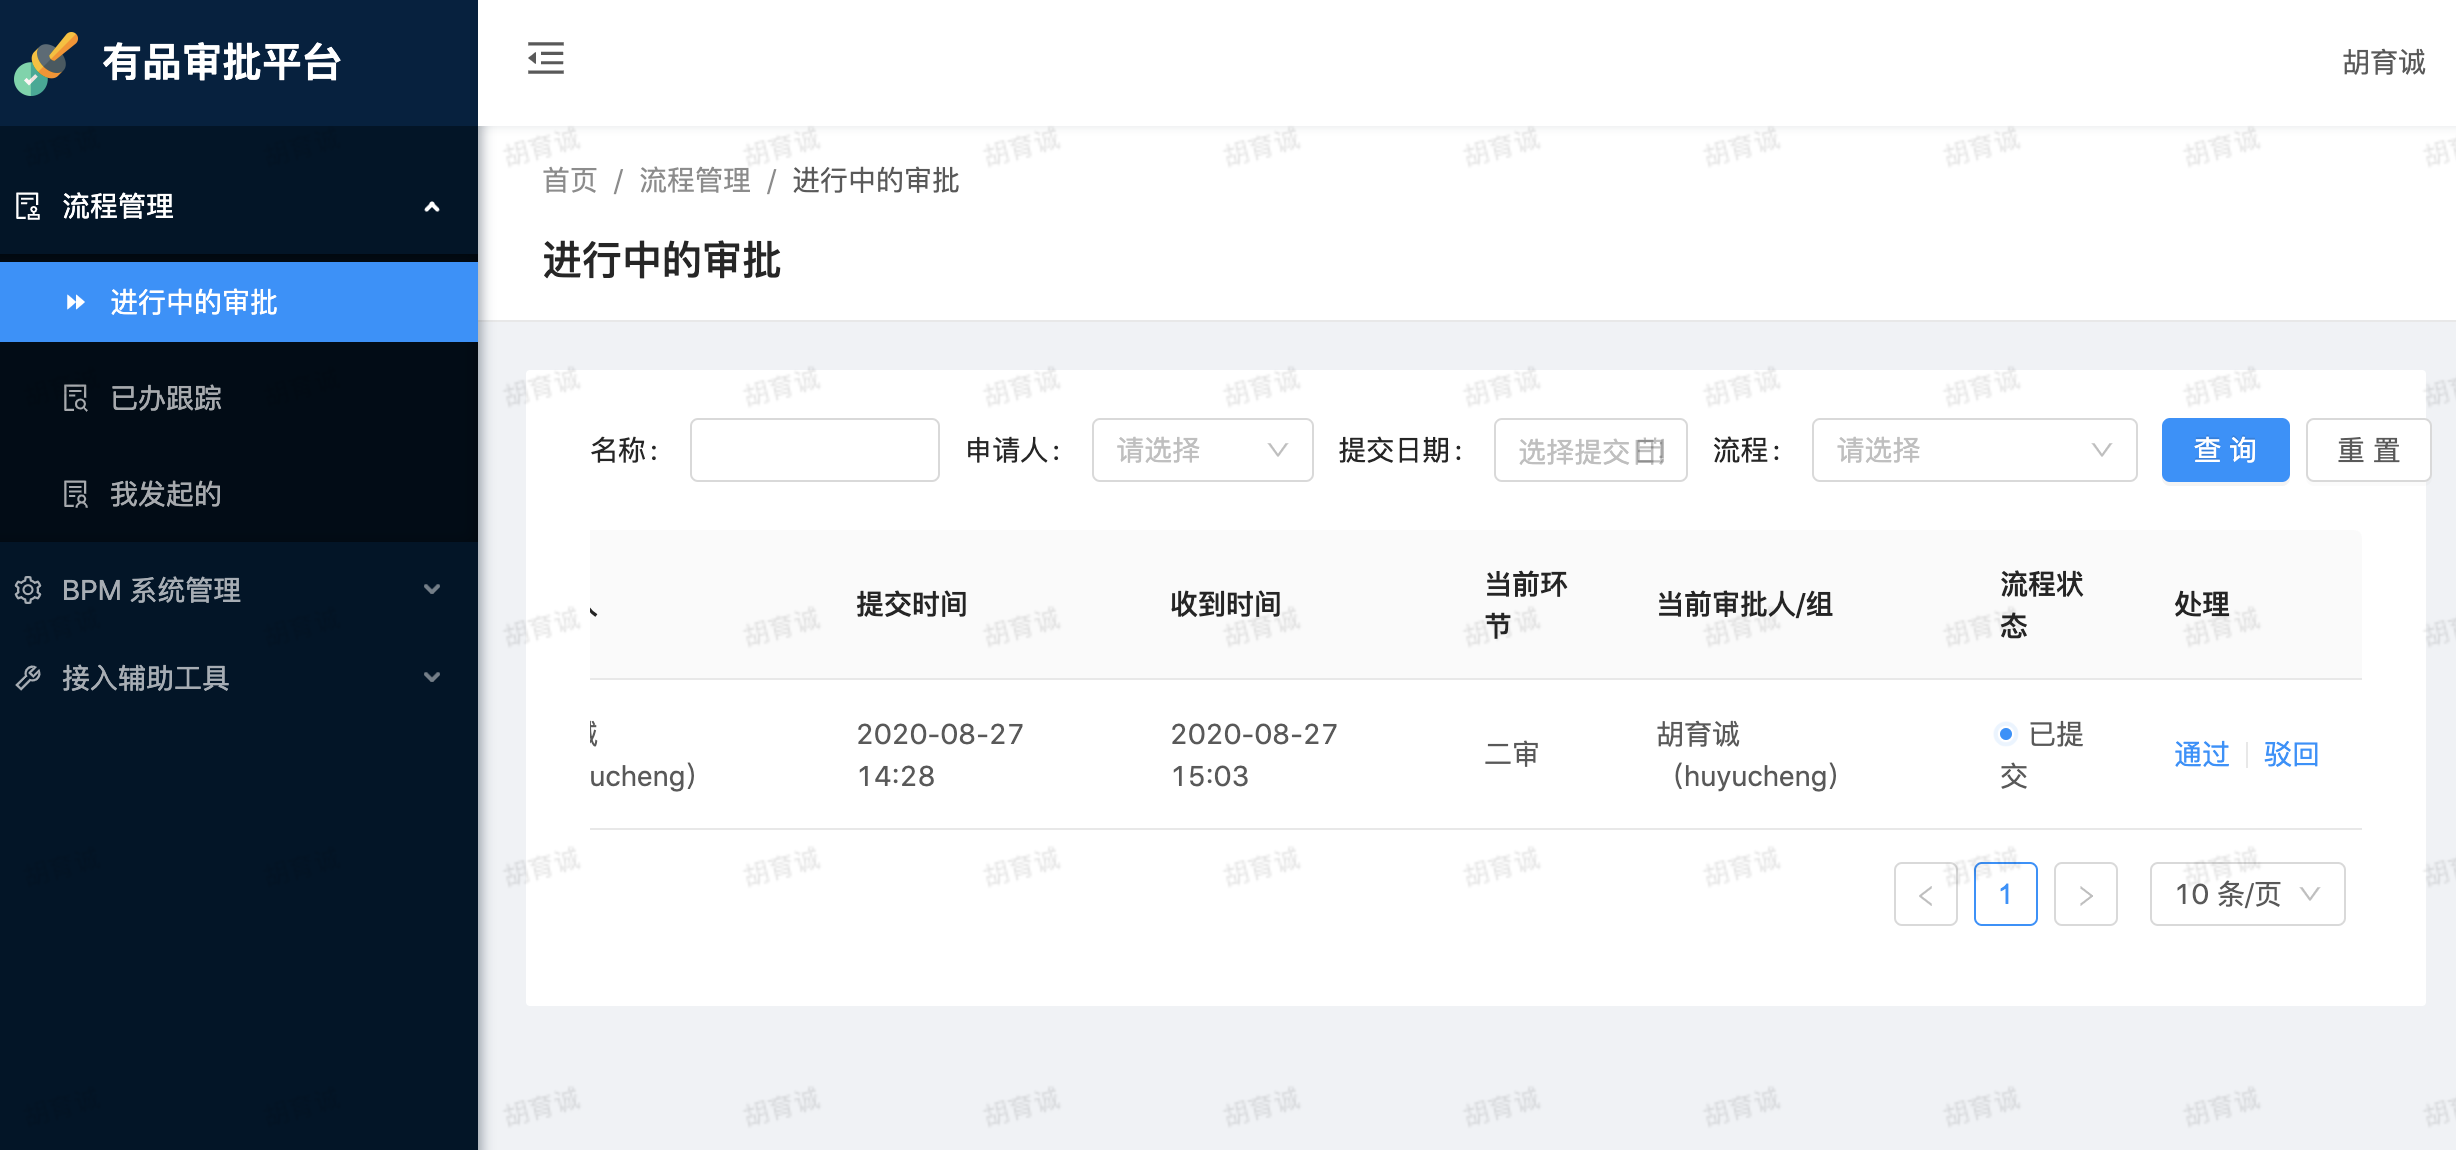 有品审批平台
胡育诚
流程管理
进行中的审批
已办跟踪
我发起的
BPM 系统管理
接入辅助工具
首页 / 流程管理 / 进行中的审批
进行中的审批
名称： 申请人： 请选择 提交日期： 选择提交日 流程： 请选择 查 询 重 置
提交时间 收到时间 当前环节 当前审批人/组 流程状态 处理
ucheng) 2020-08-27 14:28 2020-08-27 15:03 二审 胡育诚（huyucheng） 已提交 通过 驳回
< 1 > 10 条/页